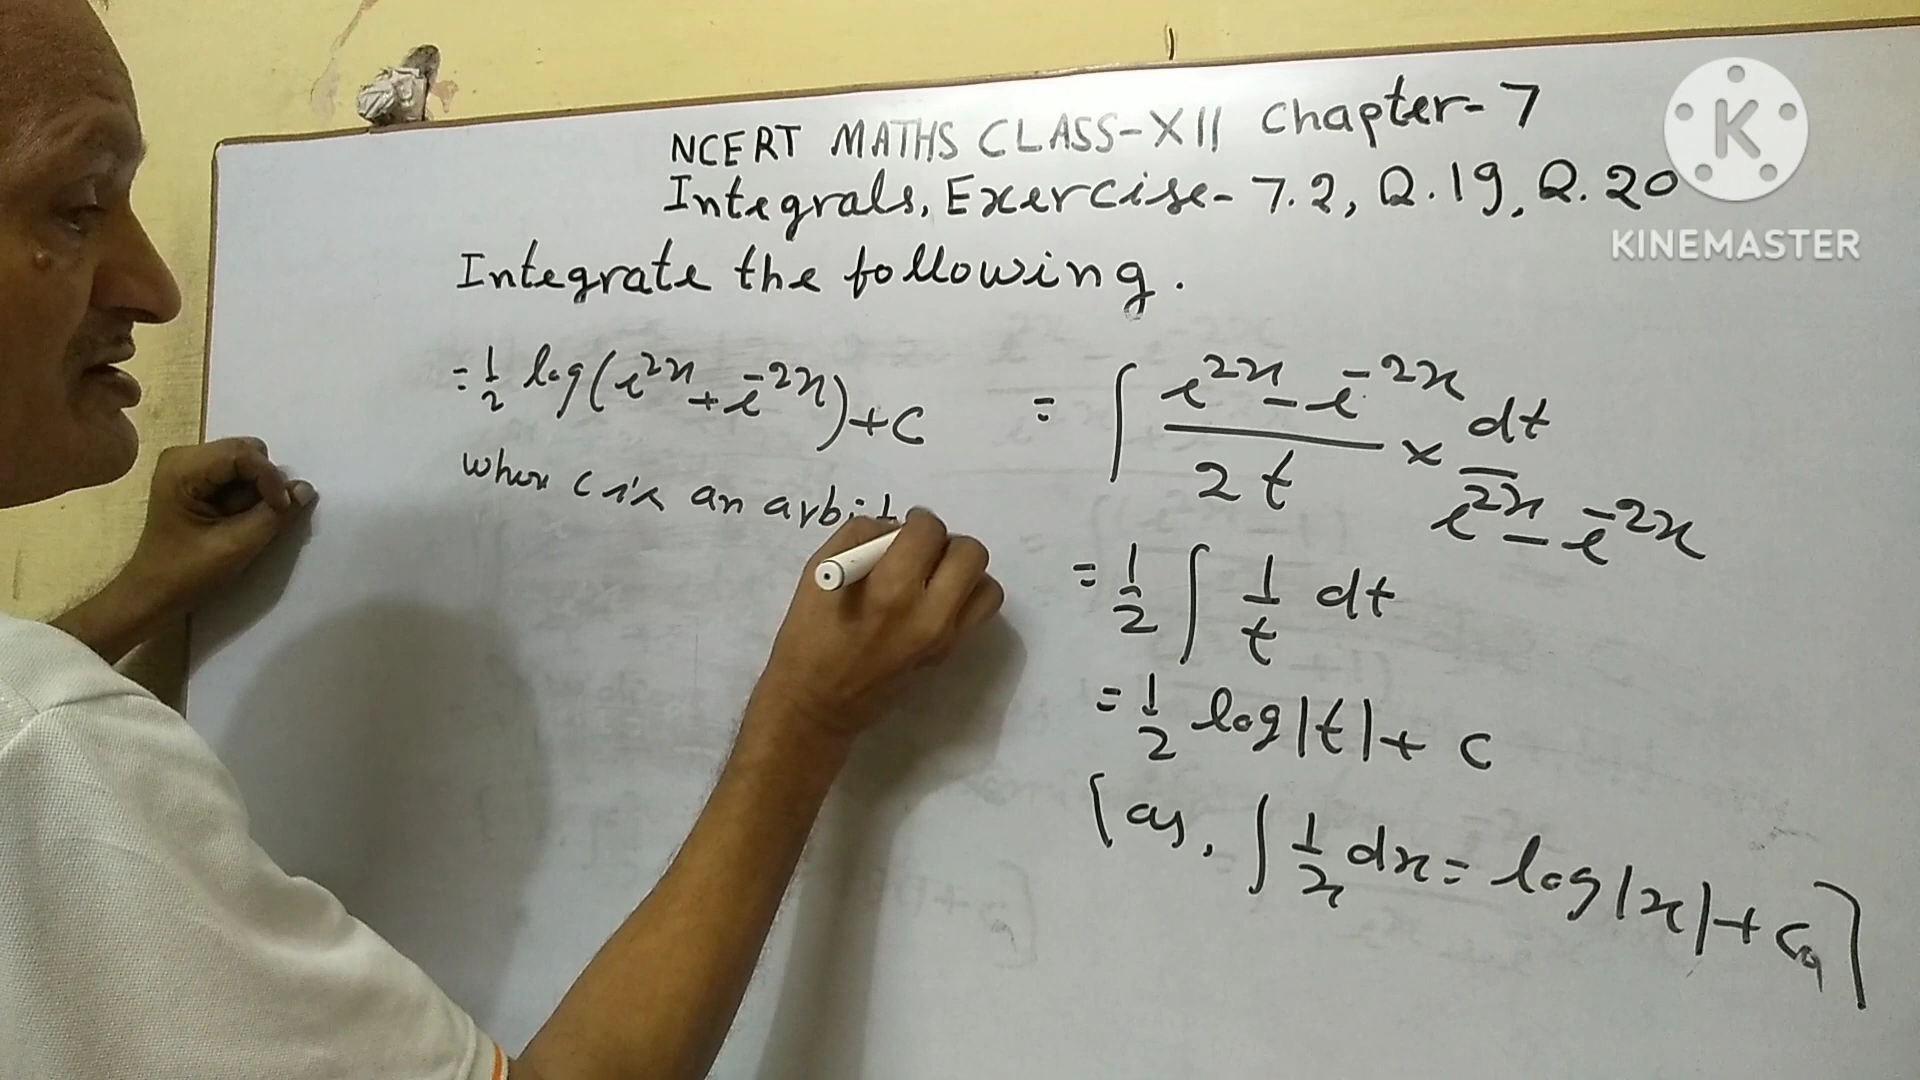 NCERT MATHS CLASS-XII Chapter-7
Integrals, Exercise-7.2, Q.19, Q.20
K
KINEMASTER
Integrate the following.
= 1/2 log(e^2x + e^-2x) + C
where C is an arbit
= ∫ (e^2x - e^-2x)/(2t) × dt/(e^2x - e^-2x)
= 1/2 ∫ 1/t dt
= 1/2 log|t| + C
[as, ∫ 1/x dx = log|x| + C]